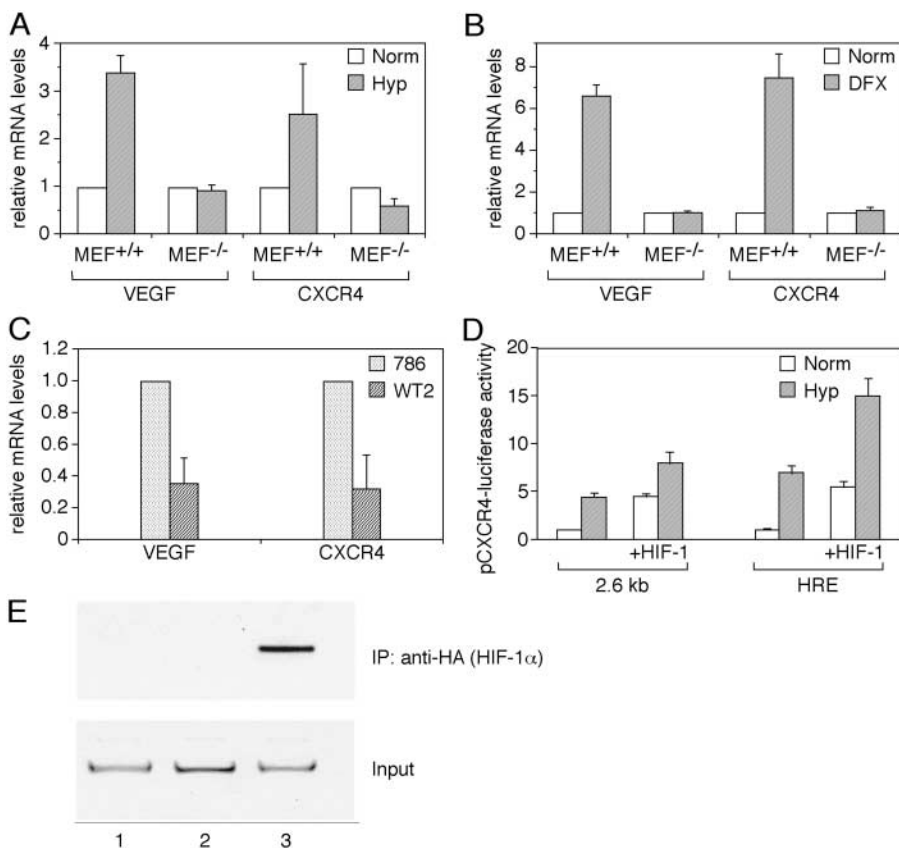 A
relative mRNA levels
4
3
2
1
0
Norm
Hyp
MEF+/+ MEF-/- MEF+/+ MEF-/-
VEGF CXCR4
B
relative mRNA levels
8
6
4
2
0
Norm
DFX
MEF+/+ MEF-/- MEF+/+ MEF-/-
VEGF CXCR4
C
relative mRNA levels
1.2
1.0
0.8
0.6
0.4
0.2
0
786
WT2
VEGF CXCR4
D
pCXCR4-luciferase activity
20
15
10
5
0
Norm
Hyp
+HIF-1 +HIF-1
2.6 kb HRE
E
IP: anti-HA (HIF-1α)
Input
1 2 3